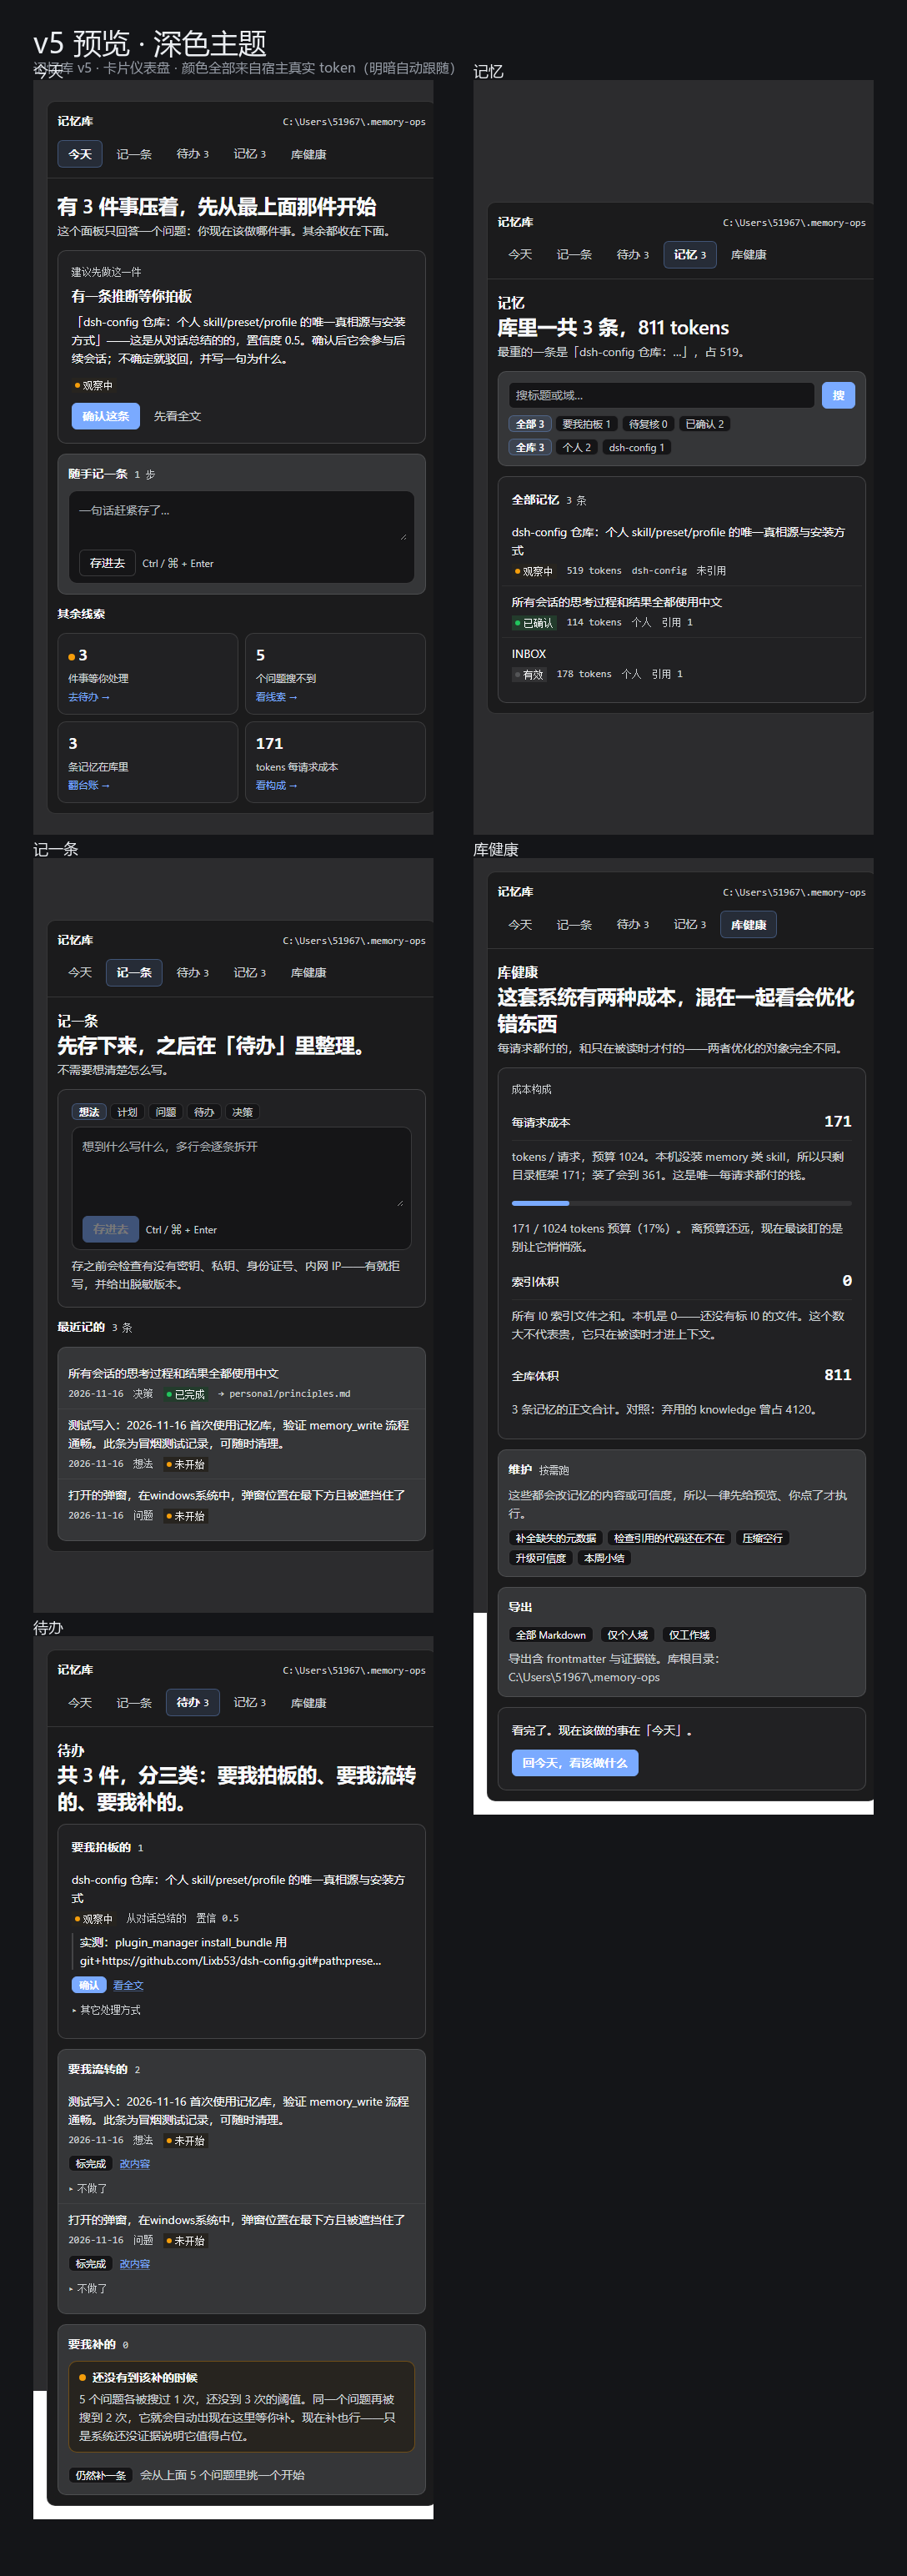 v5 预览 · 深色主题
记忆库 v5 · 卡片仪表盘 · 颜色全部来自宿主真实 token（明暗自动跟随）
今天
记忆库
C:\Users\51967\.memory-ops
今天 记一条 待办 3 记忆 3 库健康
有 3 件事压着，先从最上面那件开始
这个面板只回答一个问题：你现在该做哪件事。其余都收在下面。
建议先做这一件
有一条推断等你拍板
「dsh-config 仓库：个人 skill/preset/profile 的唯一真相源与安装
方式」——这是从对话总结的的，置信度 0.5。确认后它会参与后
续会话；不确定就驳回，并写一句为什么。
观察中
确认这条 先看全文
随手记一条 1 步
一句话赶紧存了...
存进去 Ctrl / ⌘ + Enter
其余线索
3
件事等你处理
去待办 →
5
个问题搜不到
看线索 →
3
条记忆在库里
翻台账 →
171
tokens 每请求成本
看构成 →
记忆
记忆库
C:\Users\51967\.memory-ops
今天 记一条 待办 3 记忆 3 库健康
记忆
库里一共 3 条，811 tokens
最重的一条是「dsh-config 仓库：...」，占 519。
搜标题或域... 搜
全部 3 要我拍板 1 待复核 0 已确认 2
全库 3 个人 2 dsh-config 1
全部记忆 3 条
dsh-config 仓库：个人 skill/preset/profile 的唯一真相源与安装方
式
观察中 519 tokens dsh-config 未引用
所有会话的思考过程和结果全都使用中文
已确认 114 tokens 个人 引用 1
INBOX
有效 178 tokens 个人 引用 1
记一条
记忆库
C:\Users\51967\.memory-ops
今天 记一条 待办 3 记忆 3 库健康
记一条
先存下来，之后在「待办」里整理。
不需要想清楚怎么写。
想法 计划 问题 待办 决策
想到什么写什么，多行会逐条拆开
存进去 Ctrl / ⌘ + Enter
存之前会检查有没有密钥、私钥、身份证号、内网 IP——有就拒
写，并给出脱敏版本。
最近记的 3 条
所有会话的思考过程和结果全都使用中文
2026-11-16 决策 已完成 → personal/principles.md
测试写入：2026-11-16 首次使用记忆库，验证 memory_write 流程
通畅。此条为冒烟测试记录，可随时清理。
2026-11-16 想法 未开始
打开的弹窗，在windows系统中，弹窗位置在最下方且被遮挡住了
2026-11-16 问题 未开始
库健康
记忆库
C:\Users\51967\.memory-ops
今天 记一条 待办 3 记忆 3 库健康
库健康
这套系统有两种成本，混在一起看会优化
错东西
每请求都付的，和只在被读时才付的——两者优化的对象完全不同。
成本构成
每请求成本 171
tokens / 请求，预算 1024。本机没装 memory 类 skill，所以只剩
目录框架 171；装了会到 361。这是唯一每请求都付的钱。
171 / 1024 tokens 预算（17%）。 离预算还远，现在最该盯的是
别让它悄悄涨。
索引体积 0
所有 I0 索引文件之和。本机是 0——还没有标 I0 的文件。这个数
大不代表贵，它只在被读时才进上下文。
全库体积 811
3 条记忆的正文合计。对照：弃用的 knowledge 曾占 4120。
维护 按需跑
这些都会改记忆的内容或可信度，所以一律先给预览、你点了才执
行。
补全缺失的元数据 检查引用的代码还在不在 压缩空行
升级可信度 本周小结
导出
全部 Markdown 仅个人域 仅工作域
导出含 frontmatter 与证据链。库根目录：
C:\Users\51967\.memory-ops
看完了。现在该做的事在「今天」。
回今天，看该做什么
待办
记忆库
C:\Users\51967\.memory-ops
今天 记一条 待办 3 记忆 3 库健康
待办
共 3 件，分三类：要我拍板的、要我流转
的、要我补的。
要我拍板的 1
dsh-config 仓库：个人 skill/preset/profile 的唯一真相源与安装方
式
观察中 从对话总结的 置信 0.5
实测：plugin_manager install_bundle 用
git+https://github.com/Lixb53/dsh-config.git#path:prese...
确认 看全文
▸ 其它处理方式
要我流转的 2
测试写入：2026-11-16 首次使用记忆库，验证 memory_write 流程
通畅。此条为冒烟测试记录，可随时清理。
2026-11-16 想法 未开始
标完成 改内容
▸ 不做了
打开的弹窗，在windows系统中，弹窗位置在最下方且被遮挡住了
2026-11-16 问题 未开始
标完成 改内容
▸ 不做了
要我补的 0
还没有到该补的时候
5 个问题各被搜过 1 次，还没到 3 次的阈值。同一个问题再被
搜到 2 次，它就会自动出现在这里等你补。现在补也行——只
是系统还没证据说明它值得占位。
仍然补一条 会从上面 5 个问题里挑一个开始